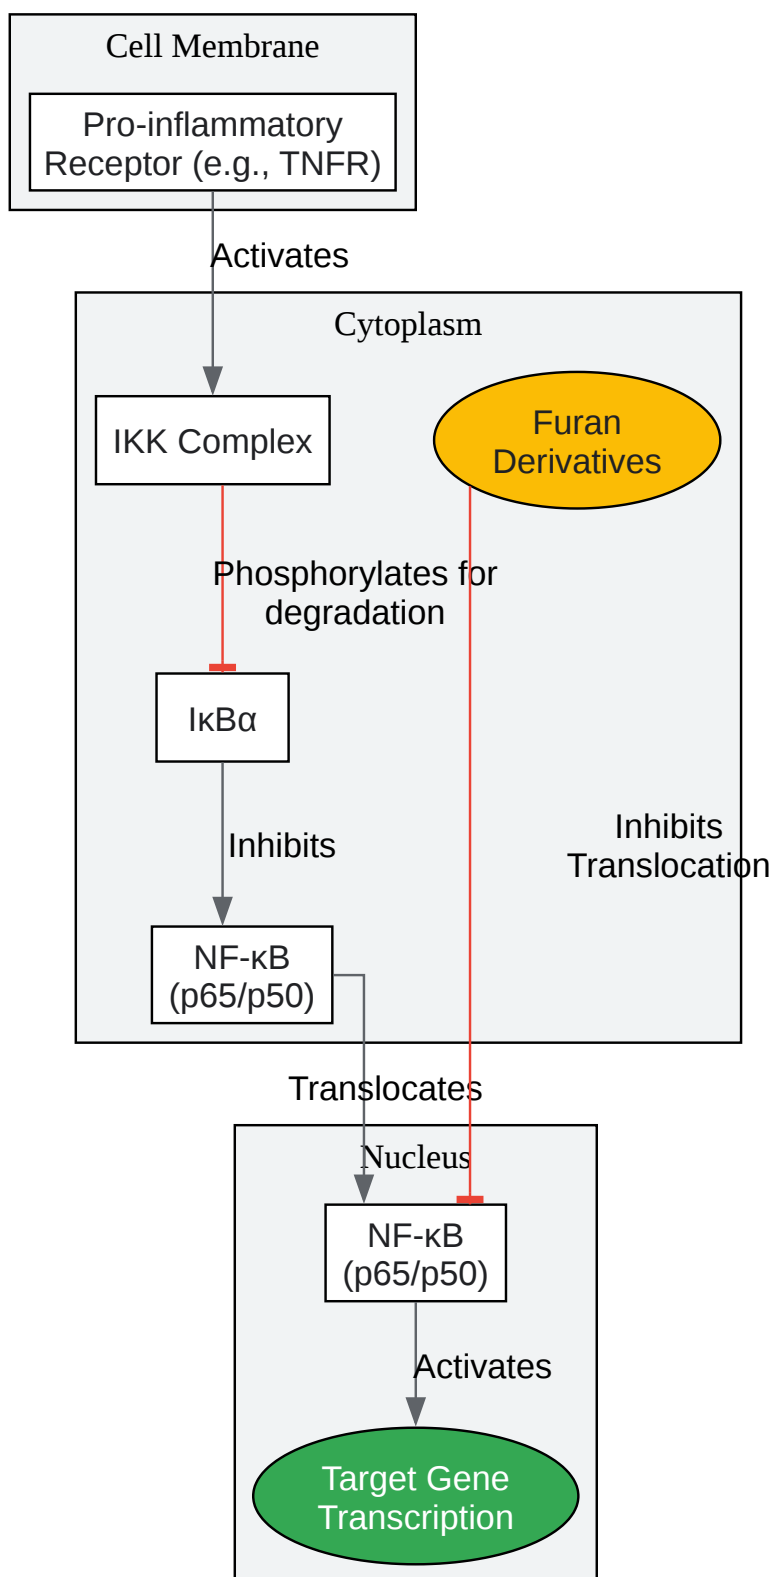 Cell Membrane
Pro-inflammatory
Receptor (e.g., TNFR)
Activates
Cytoplasm
IKK Complex
Furan
Derivatives
Phosphorylates for
degradation
IκBα
Inhibits
Inhibits
Translocation
NF-κB
(p65/p50)
Translocates
Nucleus
NF-κB
(p65/p50)
Activates
Target Gene
Transcription